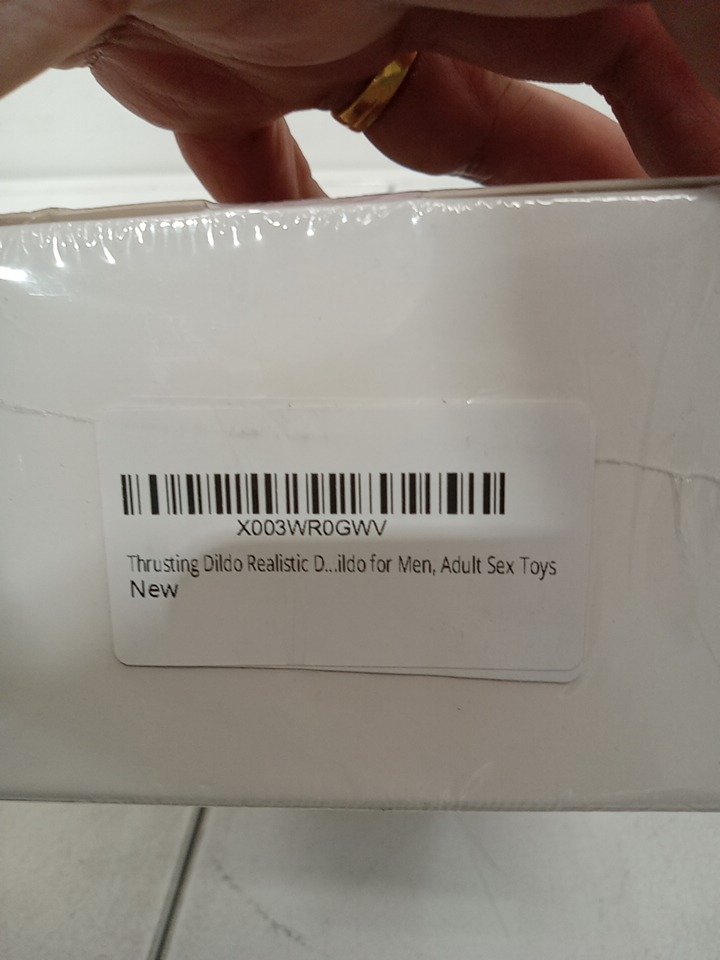 X003WR0GWV
Thrusting Dildo Realistic D...ildo for Men, Adult Sex Toys
New